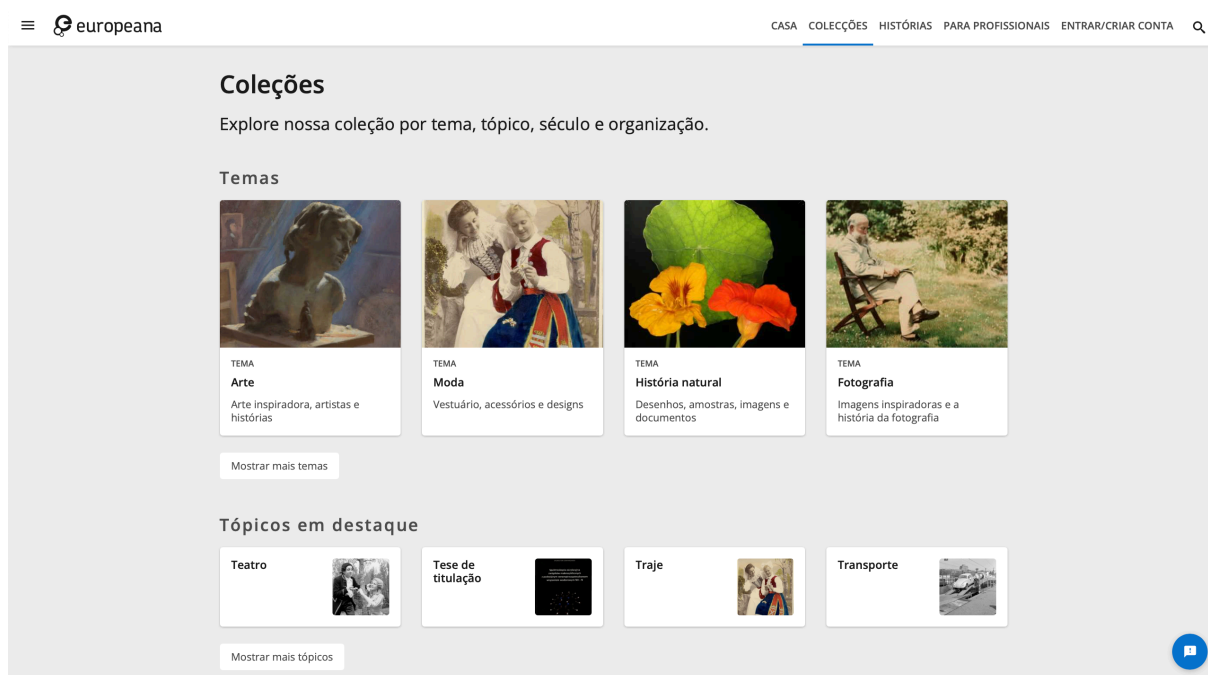 europeana
CASA COLECÇÕES HISTÓRIAS PARA PROFISSIONAIS ENTRAR/CRIAR CONTA
Coleções
Explore nossa coleção por tema, tópico, século e organização.
Temas
TEMA
Arte
Arte inspiradora, artistas e
histórias
TEMA
Moda
Vestuário, acessórios e designs
TEMA
História natural
Desenhos, amostras, imagens e
documentos
TEMA
Fotografia
Imagens inspiradoras e a
história da fotografia
Mostrar mais temas
Tópicos em destaque
Teatro
Tese de
titulação
Traje
Transporte
Mostrar mais tópicos